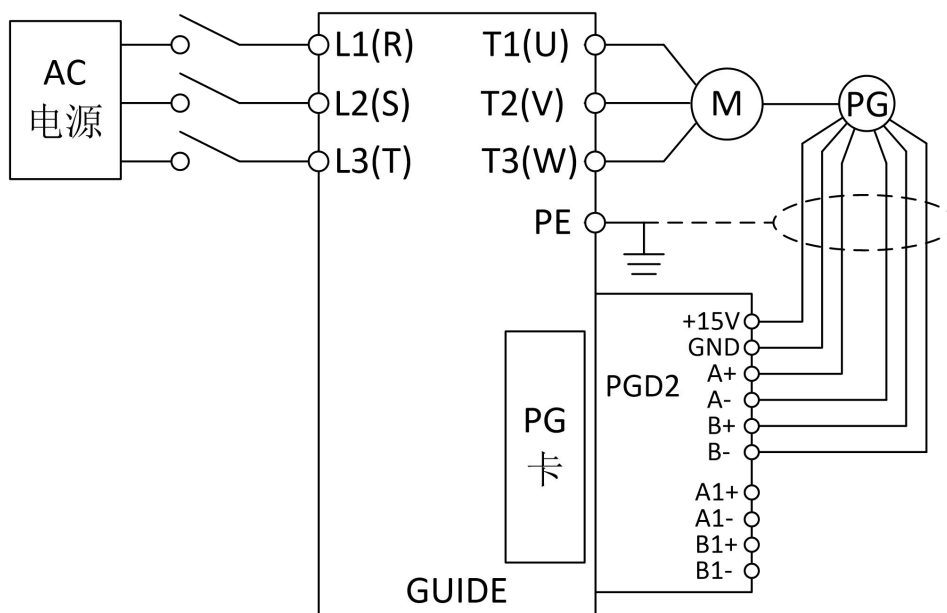 AC
电源
L1(R)
L2(S)
L3(T)
T1(U)
T2(V)
T3(W)
PE
M
PG
PG
卡
PGD2
+15V
GND
A+
A-
B+
B-
A1+
A1-
B1+
B1-
GUIDE